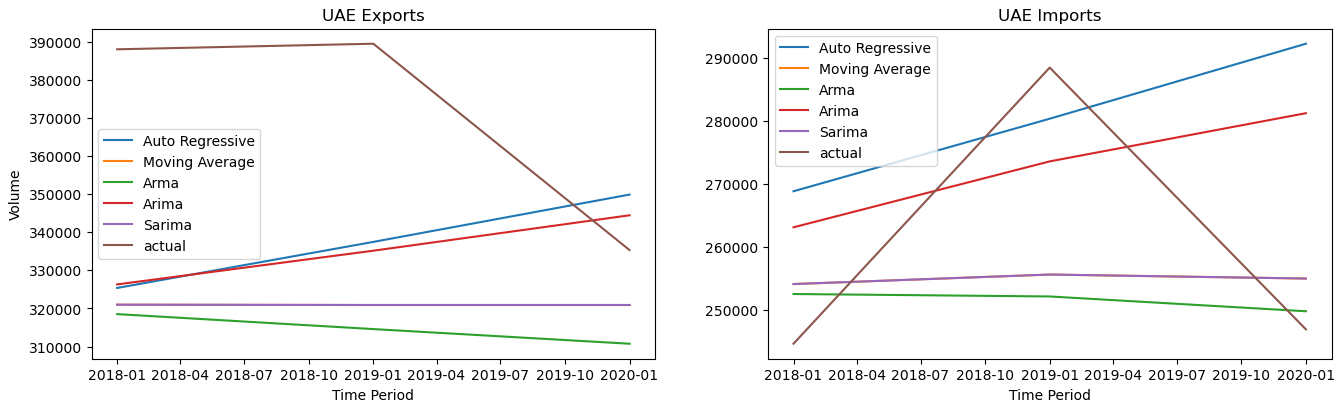 UAE Exports
390000
380000
370000
360000
350000
340000
330000
320000
310000
Volume
Auto Regressive
Moving Average
Arma
Arima
Sarima
actual
2018-01 2018-04 2018-07 2018-10 2019-01 2019-04 2019-07 2019-10 2020-01
Time Period
UAE Imports
290000
280000
270000
260000
250000
Auto Regressive
Moving Average
Arma
Arima
Sarima
actual
2018-01 2018-04 2018-07 2018-10 2019-01 2019-04 2019-07 2019-10 2020-01
Time Period